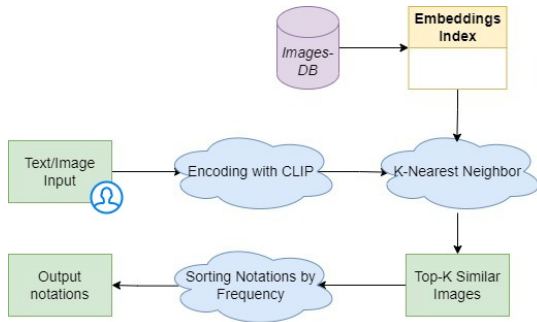 Images-
DB
Embeddings
Index
Text/Image
Input
Encoding with CLIP
K-Nearest Neighbor
Output
notations
Sorting Notations by
Frequency
Top-K Similar
Images